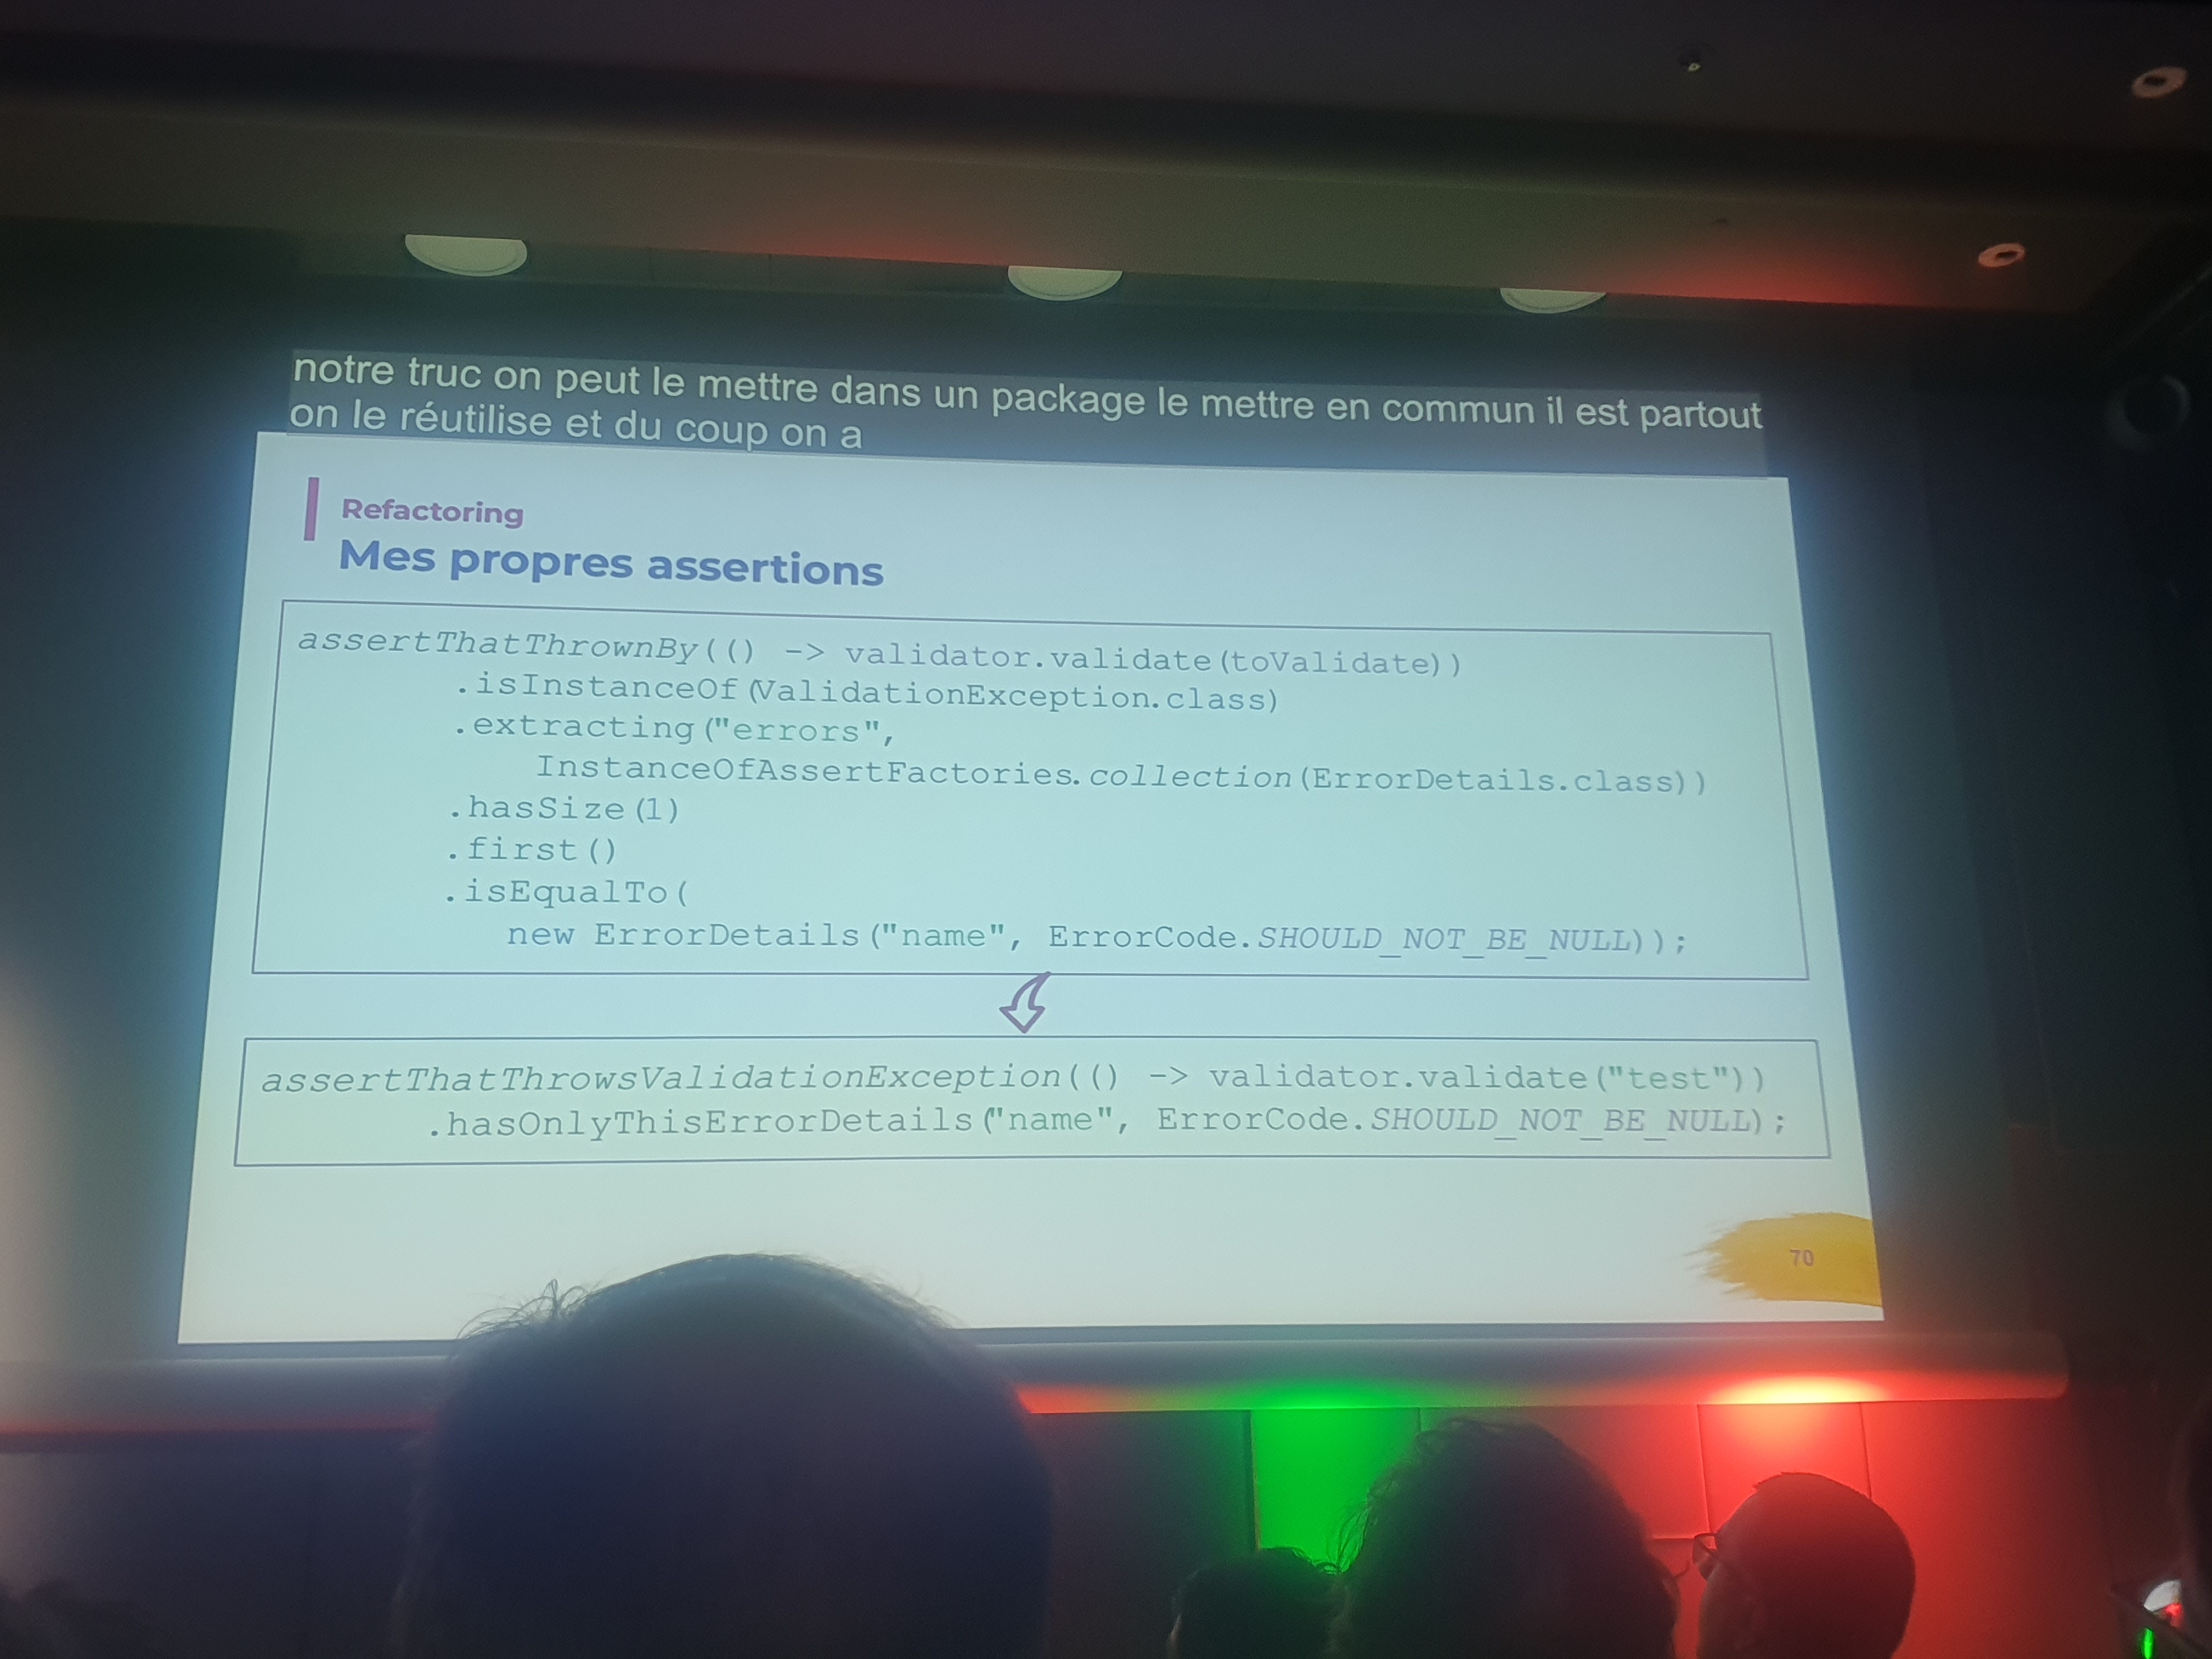 notre truc on peut le mettre dans un package le mettre en commun il est partout
on le réutilise et du coup on a
Refactoring
Mes propres assertions
assertThatThrownBy(() -> validator.validate(toValidate))
.isInstanceOf(ValidationException.class)
.extracting("errors",
InstanceOfAssertFactories.collection(ErrorDetails.class))
.hasSize(1)
.first()
.isEqualTo(
new ErrorDetails("name", ErrorCode.SHOULD_NOT_BE_NULL));
assertThatThrowsValidationException(() -> validator.validate("test"))
.hasOnlyThisErrorDetails("name", ErrorCode.SHOULD_NOT_BE_NULL);
70